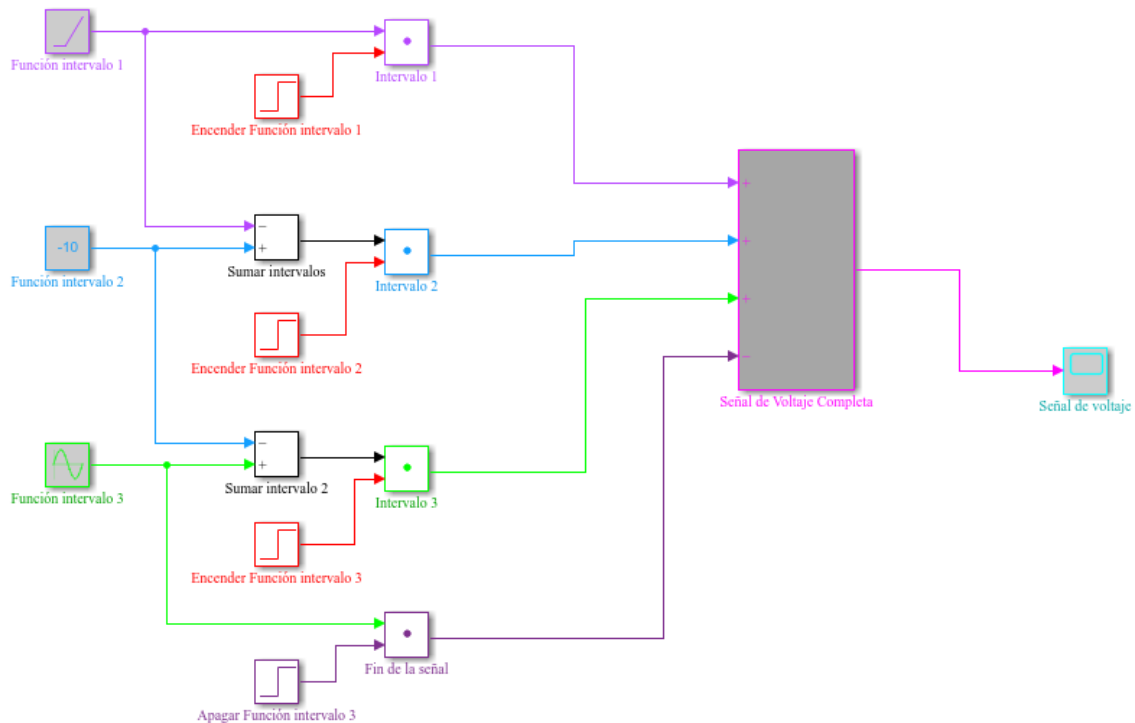 Función intervalo 1
Intervalo 1
Encender Función intervalo 1
+
−
+
Sumar intervalos
-10
Función intervalo 2
Intervalo 2
+
+
−
Encender Función intervalo 2
Señal de Voltaje Completa
Señal de voltaje
−
+
Sumar intervalo 2
Función intervalo 3
Intervalo 3
Encender Función intervalo 3
Fin de la señal
Apagar Función intervalo 3